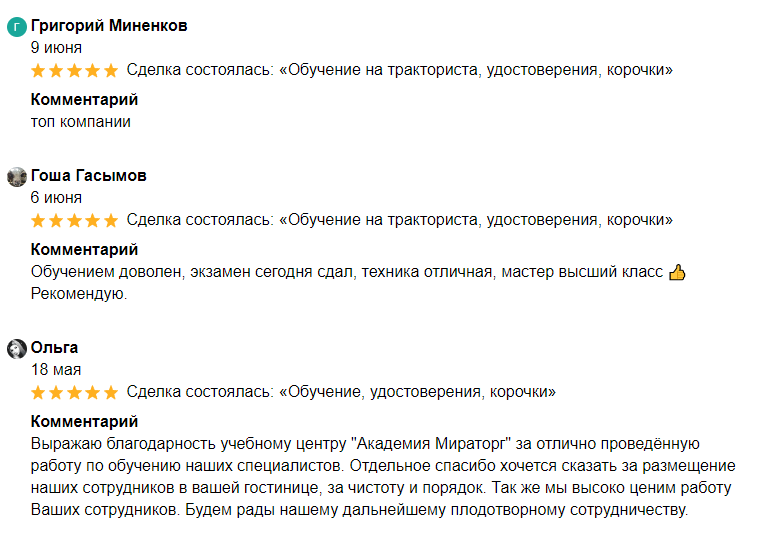 Г Григорий Миненков
9 июня
Сделка состоялась: «Обучение на тракториста, удостоверения, корочки»
Комментарий
топ компании
Гоша Гасымов
6 июня
Сделка состоялась: «Обучение на тракториста, удостоверения, корочки»
Комментарий
Обучением доволен, экзамен сегодня сдал, техника отличная, мастер высший класс 👍
Рекомендую.
Ольга
18 мая
Сделка состоялась: «Обучение, удостоверения, корочки»
Комментарий
Выражаю благодарность учебному центру "Академия Мираторг" за отлично проведённую
работу по обучению наших специалистов. Отдельное спасибо хочется сказать за размещение
наших сотрудников в вашей гостинице, за чистоту и порядок. Так же мы высоко ценим работу
Ваших сотрудников. Будем рады нашему дальнейшему плодотворному сотрудничеству.